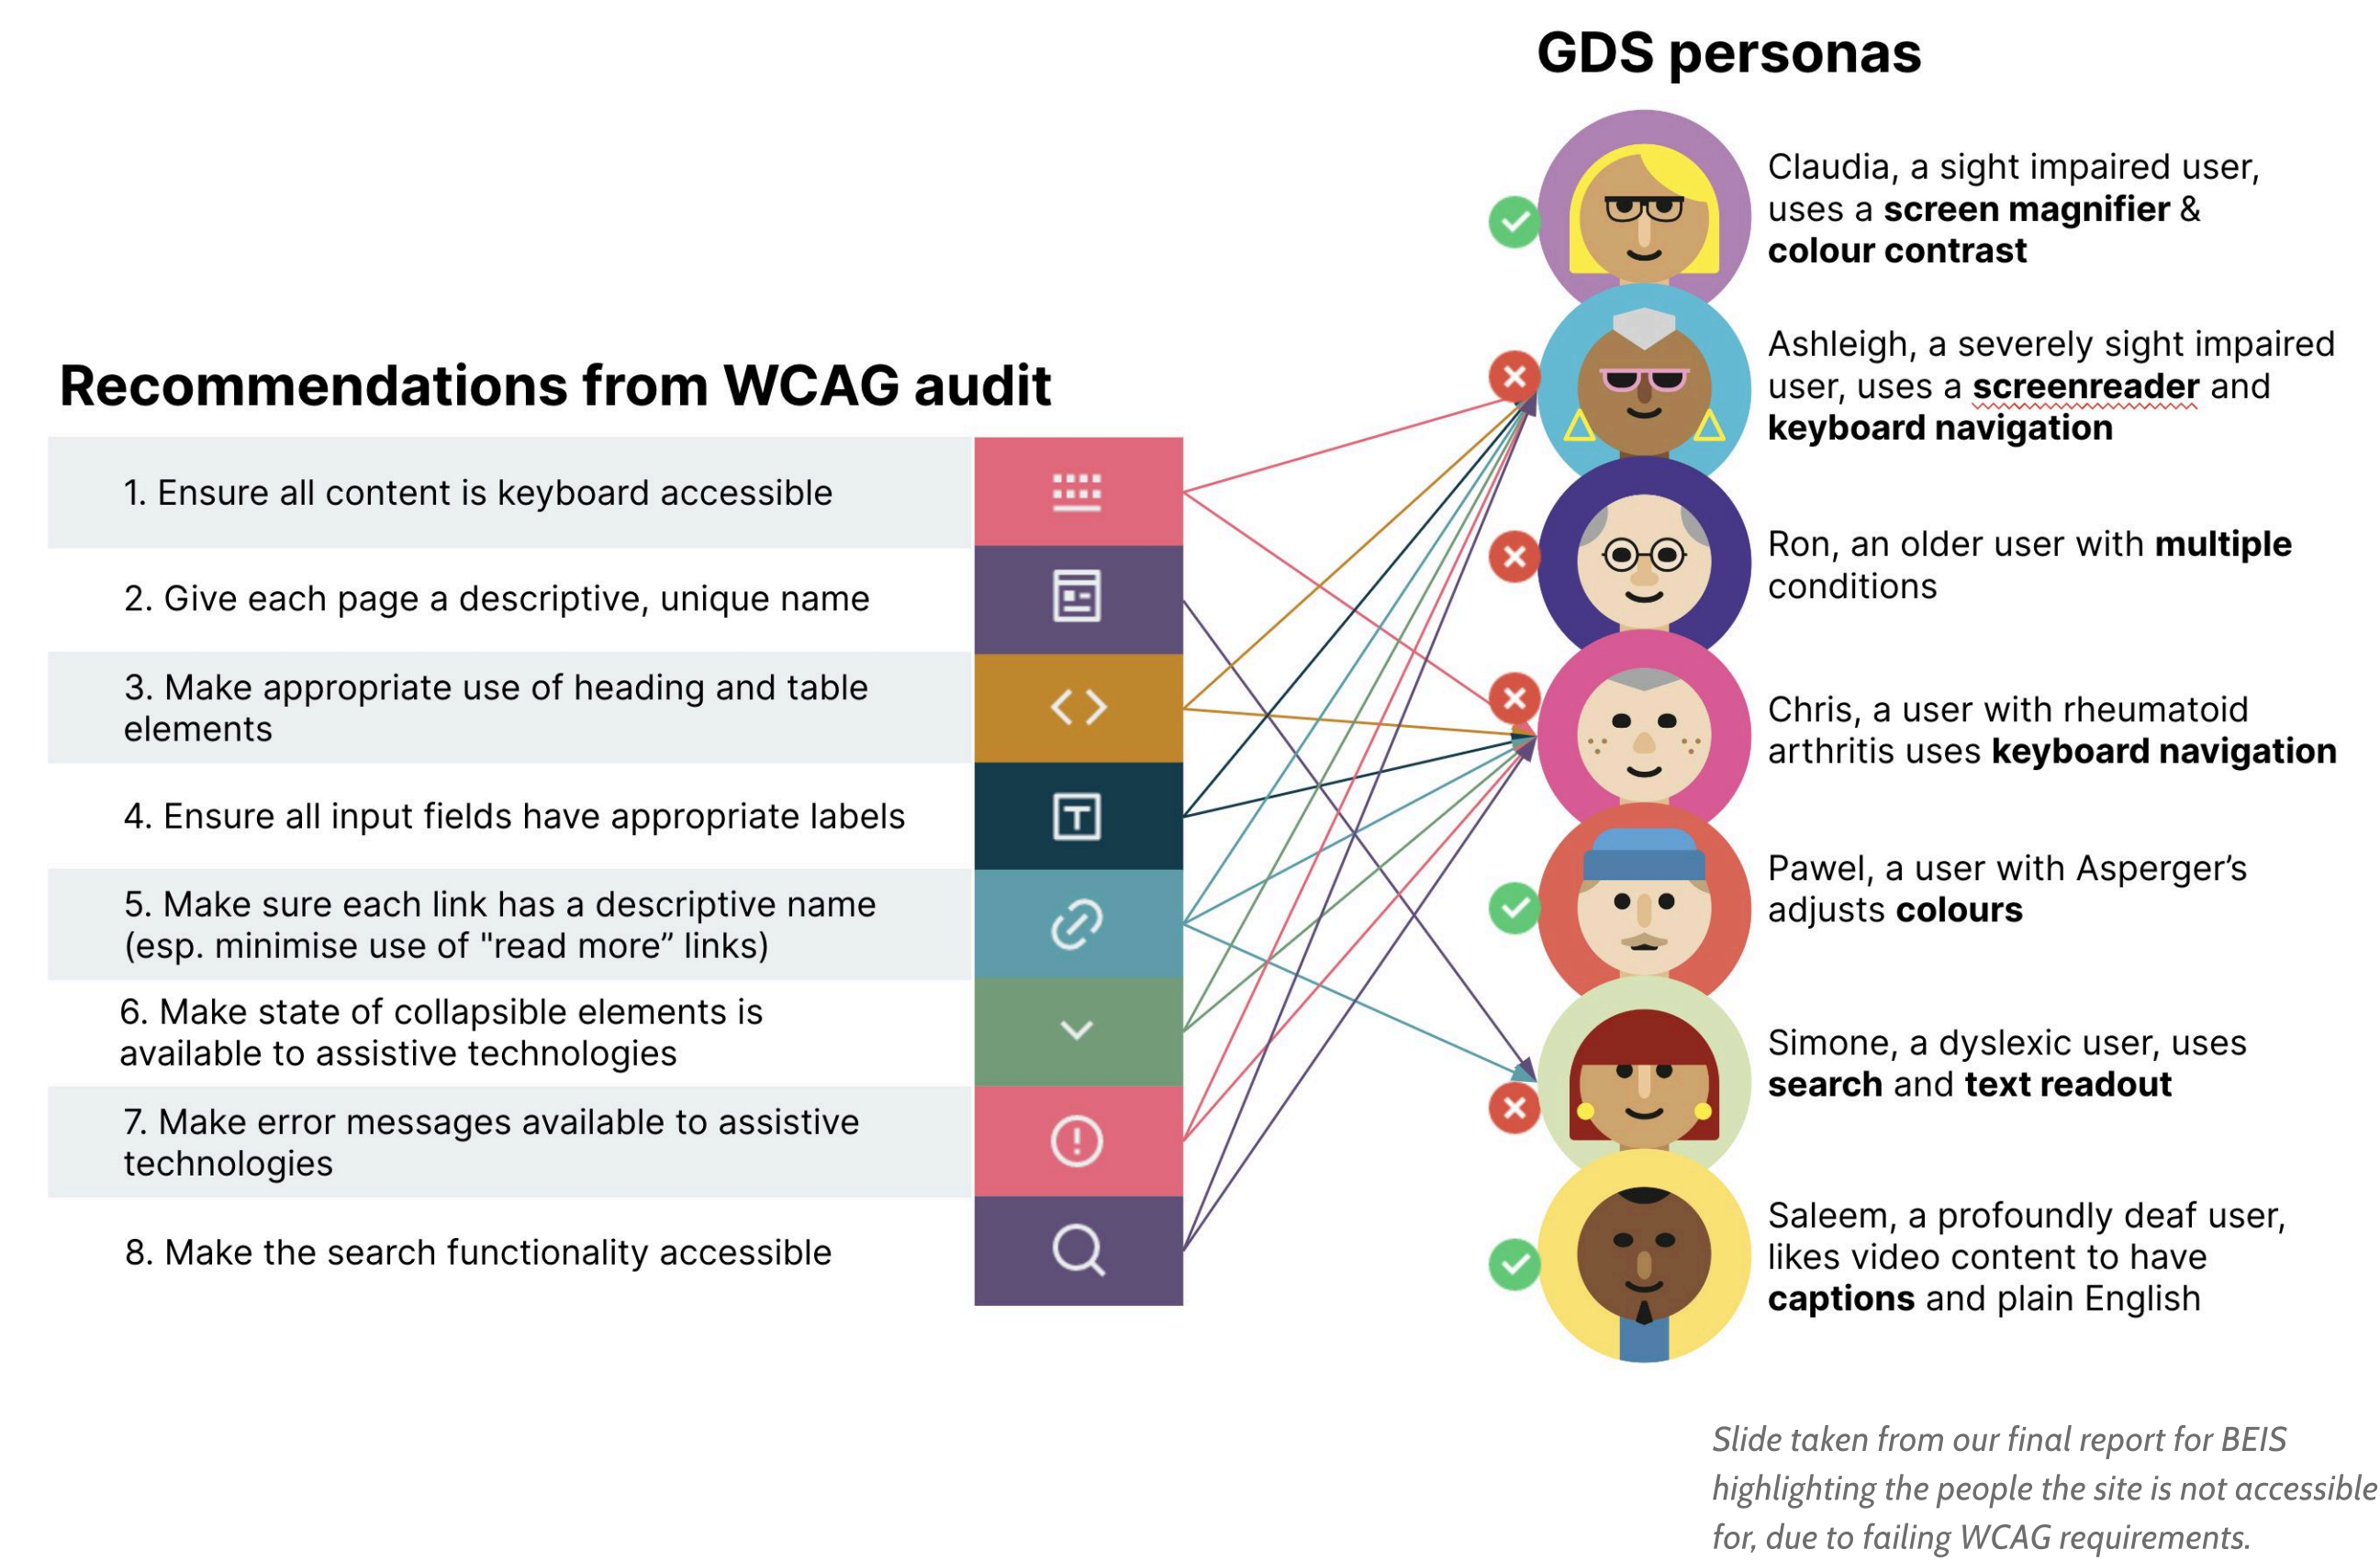 GDS personas
Claudia, a sight impaired user,
uses a screen magnifier &
colour contrast
Ashleigh, a severely sight impaired
user, uses a screenreader and
keyboard navigation
Ron, an older user with multiple
conditions
Chris, a user with rheumatoid
arthritis uses keyboard navigation
Pawel, a user with Asperger’s
adjusts colours
Simone, a dyslexic user, uses
search and text readout
Saleem, a profoundly deaf user,
likes video content to have
captions and plain English
Recommendations from WCAG audit
1. Ensure all content is keyboard accessible
2. Give each page a descriptive, unique name
3. Make appropriate use of heading and table
elements
4. Ensure all input fields have appropriate labels
T
5. Make sure each link has a descriptive name
(esp. minimise use of "read more” links)
6. Make state of collapsible elements is
available to assistive technologies
7. Make error messages available to assistive
technologies
8. Make the search functionality accessible
Slide taken from our final report for BEIS
highlighting the people the site is not accessible
for, due to failing WCAG requirements.